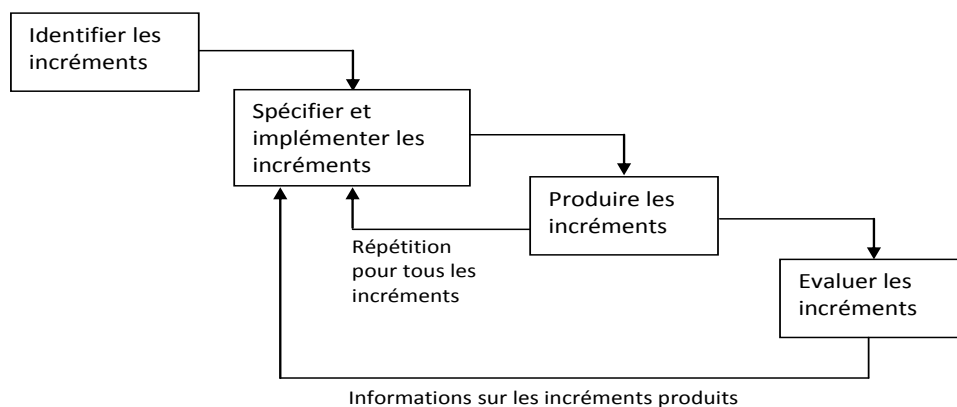 Identifier les
incréments
Spécifier et
implémenter les
incréments
Produire les
incréments
Répétition
pour tous les
incréments
Evaluer les
incréments
Informations sur les incréments produits